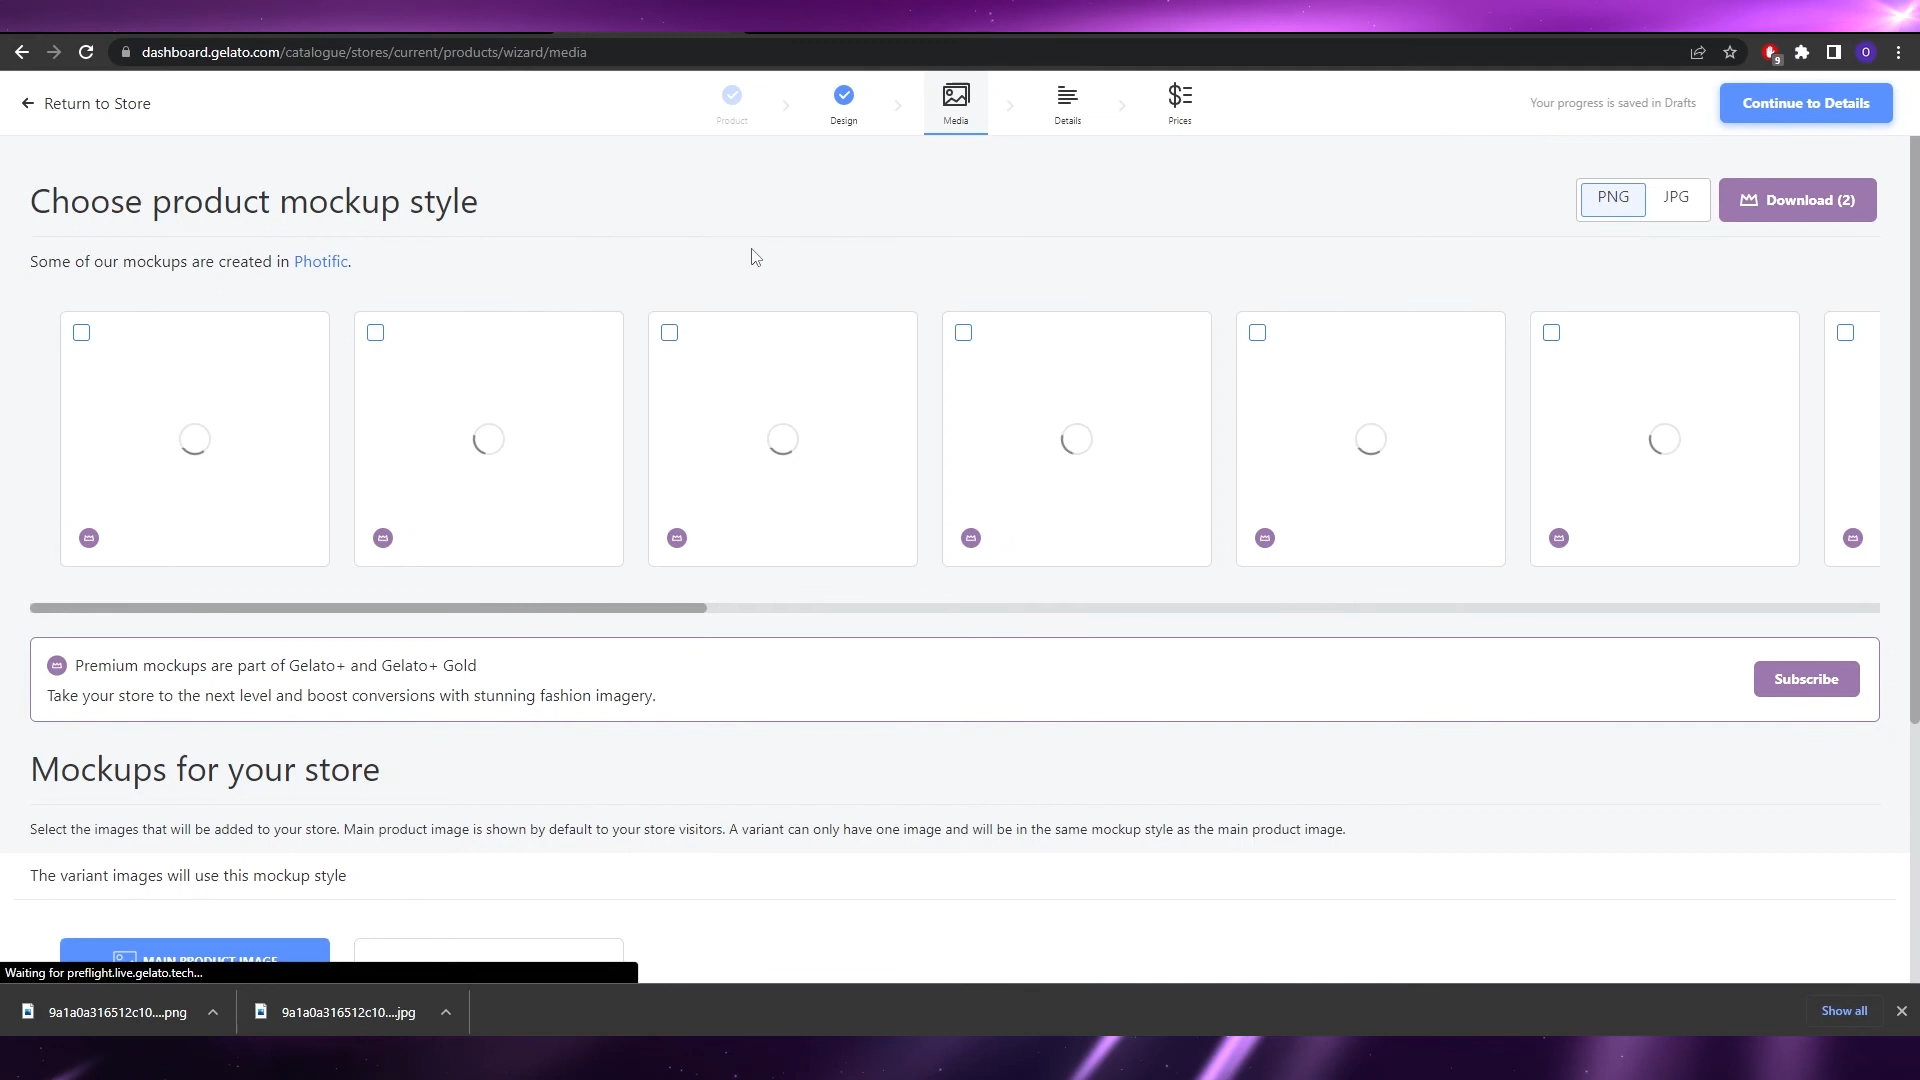 dashboard.gelato.com/catalogue/stores/current/products/wizard/media
9
O
Return to Store
Product
Design
Media
Details
Prices
Your progress is saved in Drafts
Continue to Details
Choose product mockup style
PNG
JPG
Download (2)
Some of our mockups are created in Photific.
Premium mockups are part of Gelato+ and Gelato+ Gold
Take your store to the next level and boost conversions with stunning fashion imagery.
Subscribe
Mockups for your store
Select the images that will be added to your store. Main product image is shown by default to your store visitors. A variant can only have one image and will be in the same mockup style as the main product image.
The variant images will use this mockup style
MAIN PRODUCT IMAGE
Waiting for preflight.live.gelato.tech...
9a1a0a316512c10....png
9a1a0a316512c10....jpg
Show all